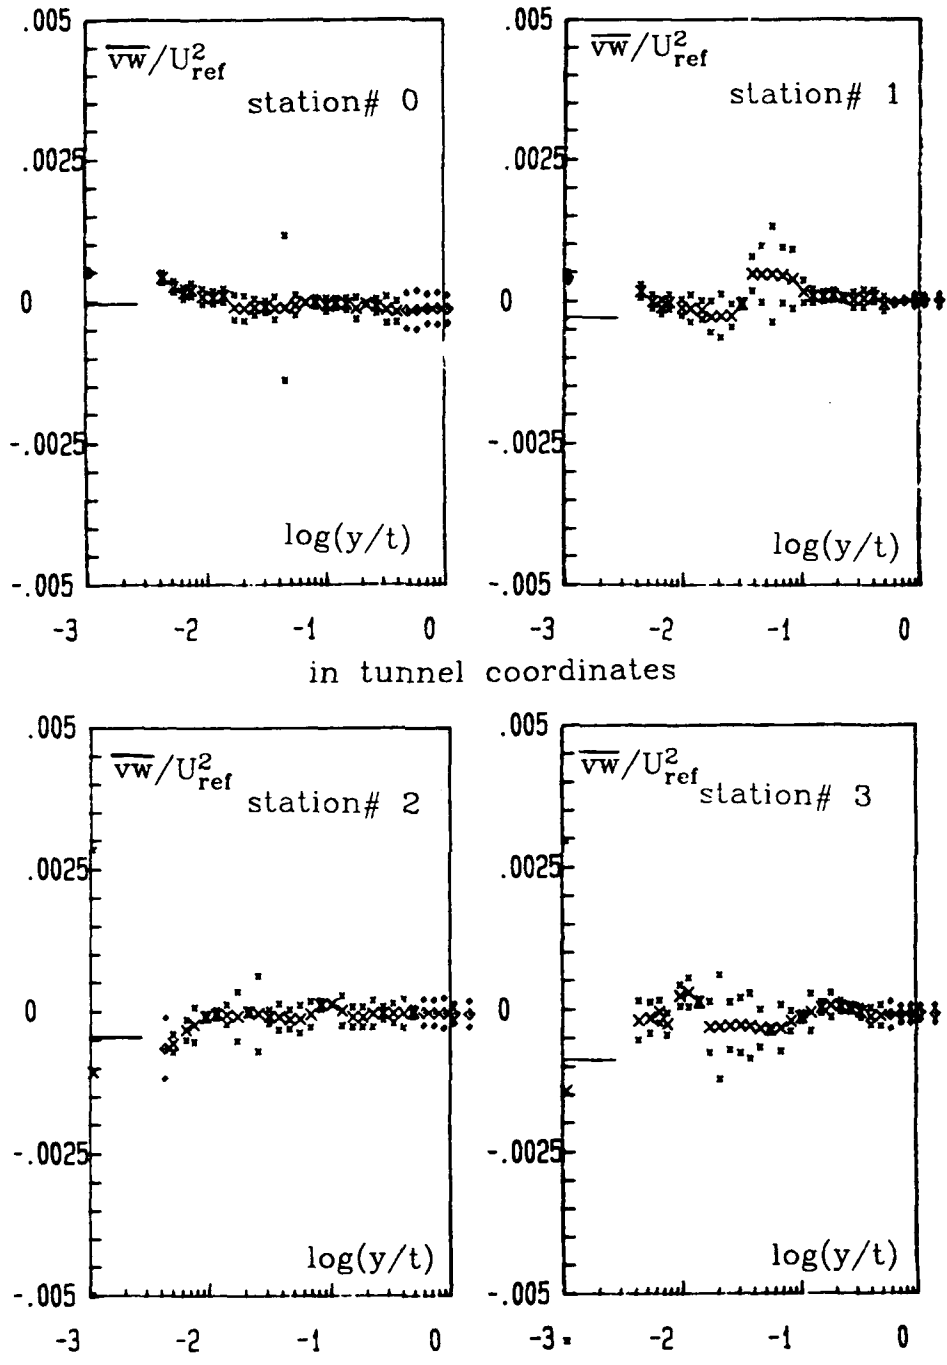 .005
v̅w̅/U²ref
station# 0
.0025
0
-.0025
log(y/t)
-.005
-3 -2 -1 0
.005
v̅w̅/U²ref
station# 1
.0025
0
-.0025
log(y/t)
-.005
-3 -2 -1 0
in tunnel coordinates
.005
v̅w̅/U²ref
station# 2
.0025
0
-.0025
log(y/t)
-.005
-3 -2 -1 0
.005
v̅w̅/U²ref
station# 3
.0025
0
-.0025
log(y/t)
-.005
-3 -2 -1 0